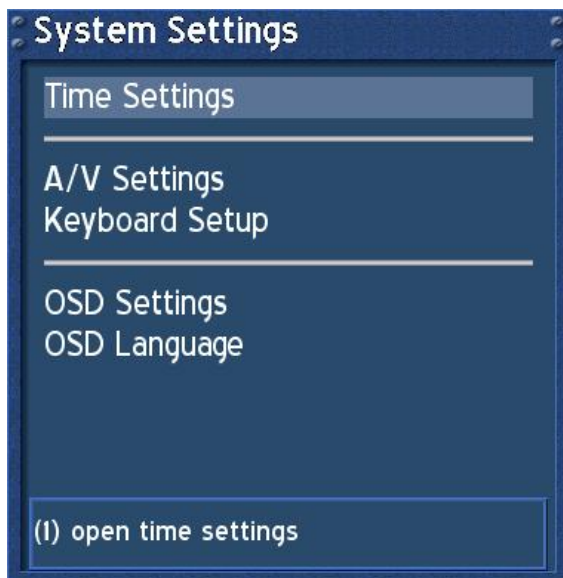 System Settings
Time Settings
A/V Settings
Keyboard Setup
OSD Settings
OSD Language
(1) open time settings